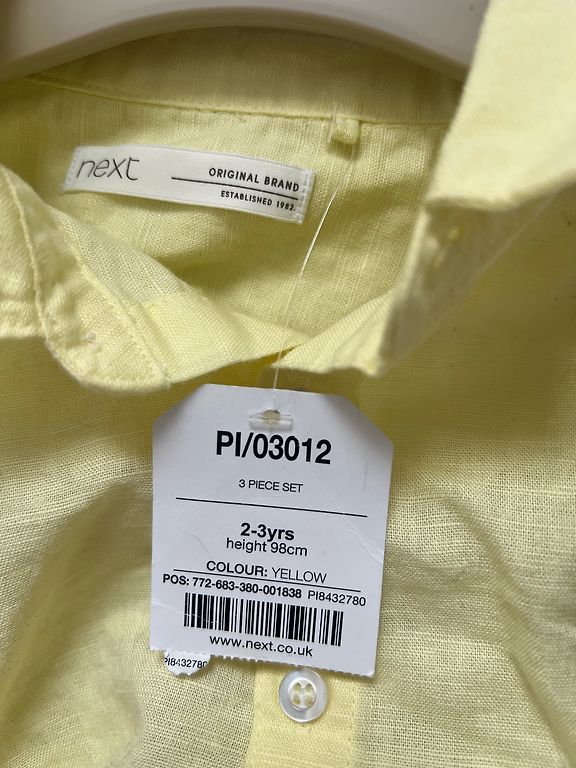 next
ORIGINAL BRAND
ESTABLISHED 1982.
PI/03012
3 PIECE SET
2-3yrs
height 98cm
COLOUR: YELLOW
POS: 772-683-380-001838 PI8432780
www.next.co.uk
PI8432780